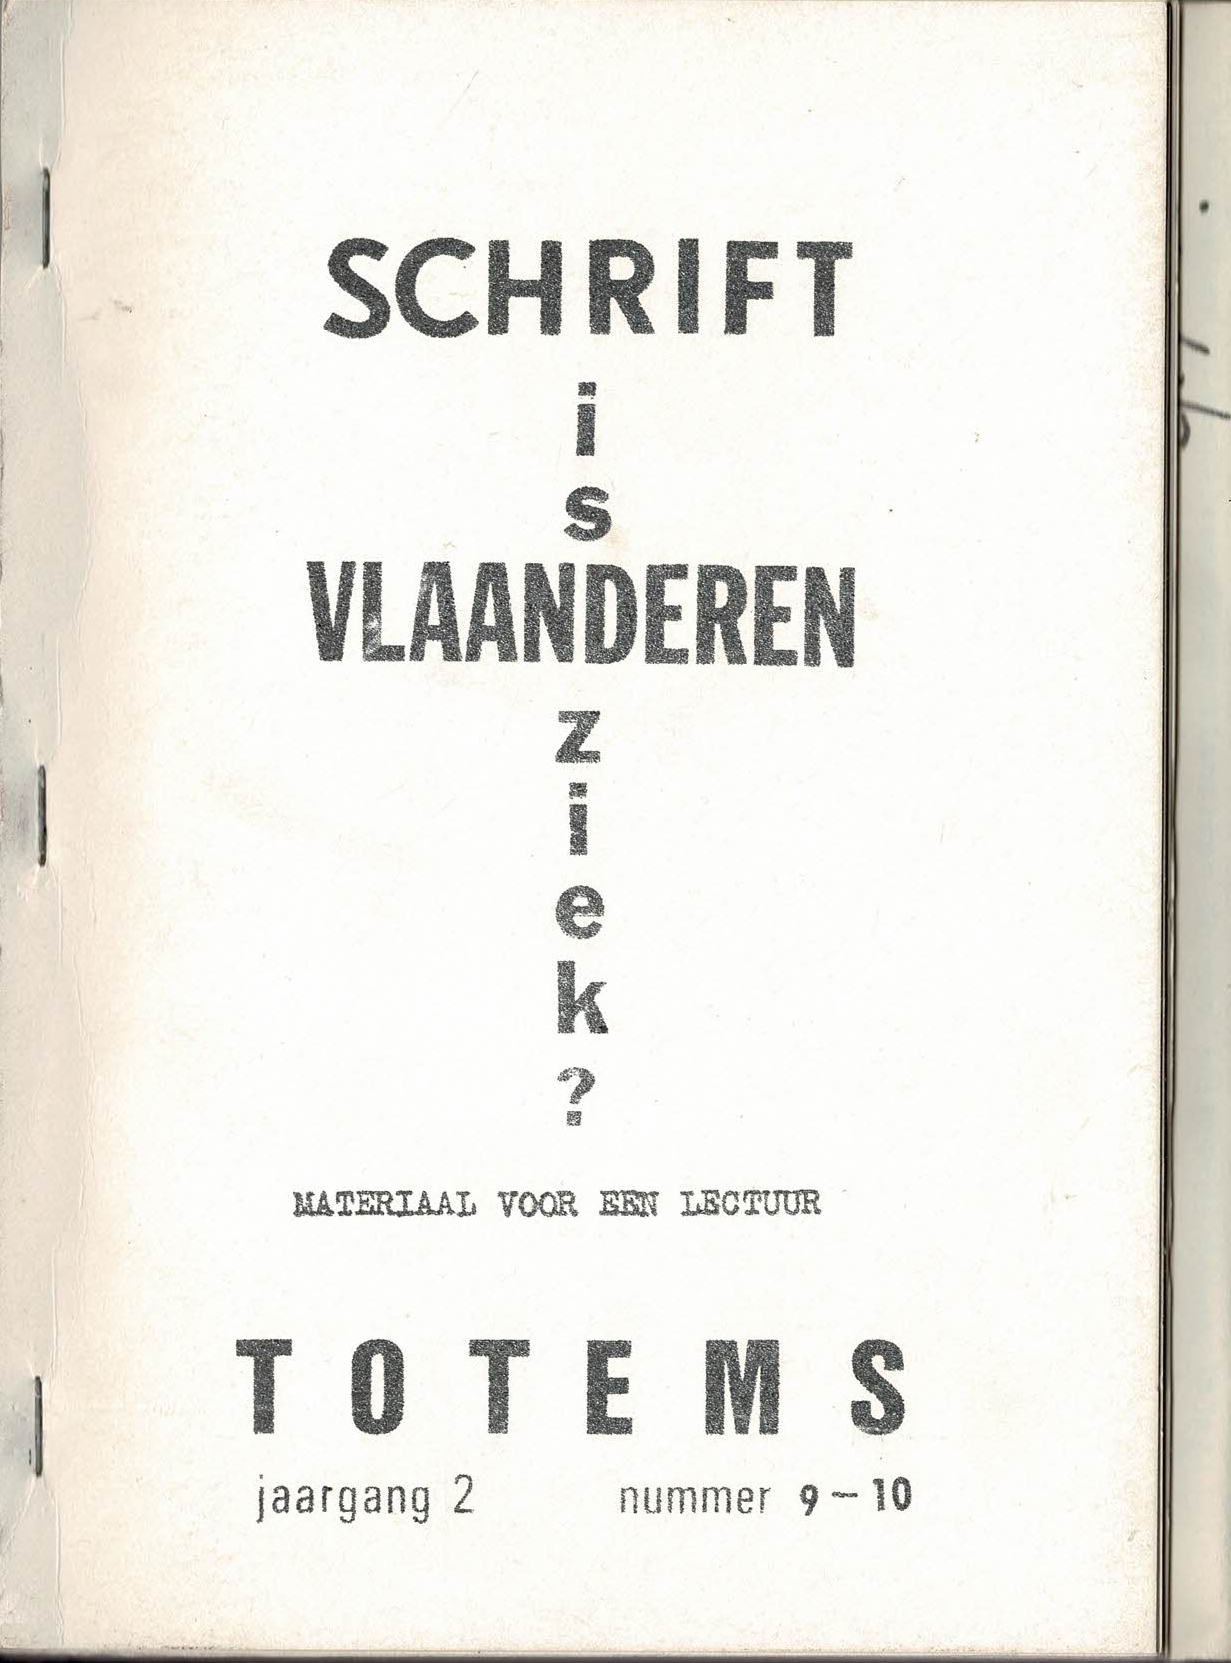 SCHRIFT
i
s
VLAANDEREN
z
i
e
k
?
MATERIAAL VOOR EEN LECTUUR
TOTEMS
jaargang 2 nummer 9-10